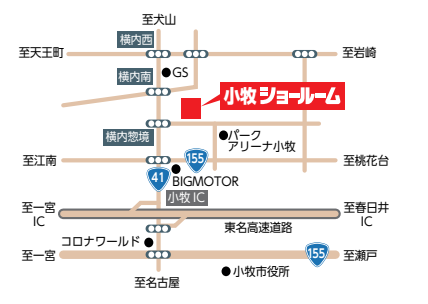 至犬山
横内西
至天王町
至岩崎
GS
横内南
小牧ショールーム
横内惣境
パーク
アリーナ小牧
至江南
155
至桃花台
41
BIGMOTOR
小牧 IC
至一宮
IC
至春日井
IC
東名高速道路
コロナワールド
至一宮
155
至瀬戸
小牧市役所
至名古屋